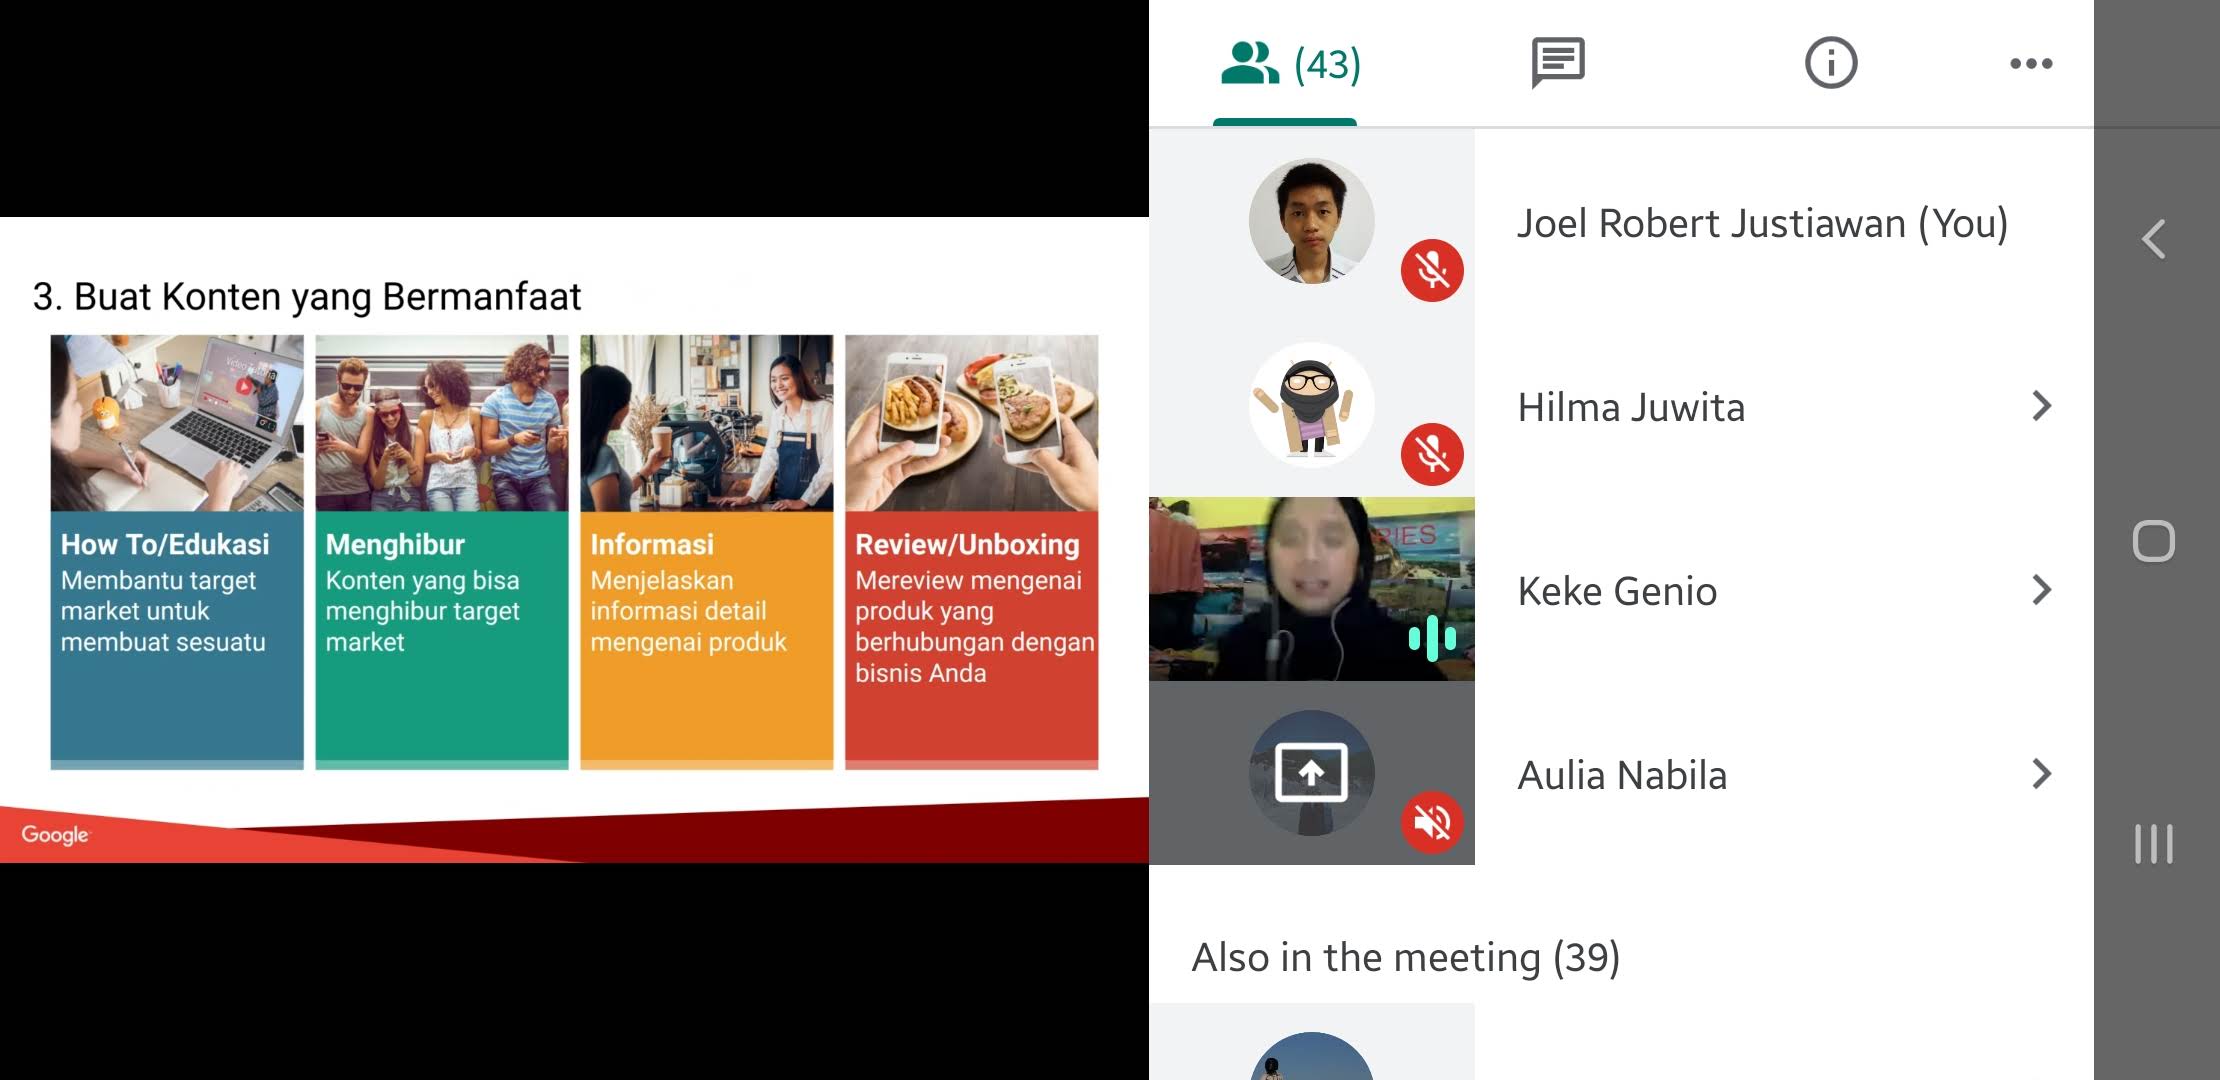 3. Buat Konten yang Bermanfaat
How To/Edukasi
Membantu target
market untuk
membuat sesuatu
Menghibur
Konten yang bisa
menghibur target
market
Informasi
Menjelaskan
informasi detail
mengenai produk
Review/Unboxing
Mereview mengenai
produk yang
berhubungan dengan
bisnis Anda
Google
(43)
Joel Robert Justiawan (You)
Hilma Juwita
RIES
Keke Genio
Aulia Nabila
Also in the meeting (39)